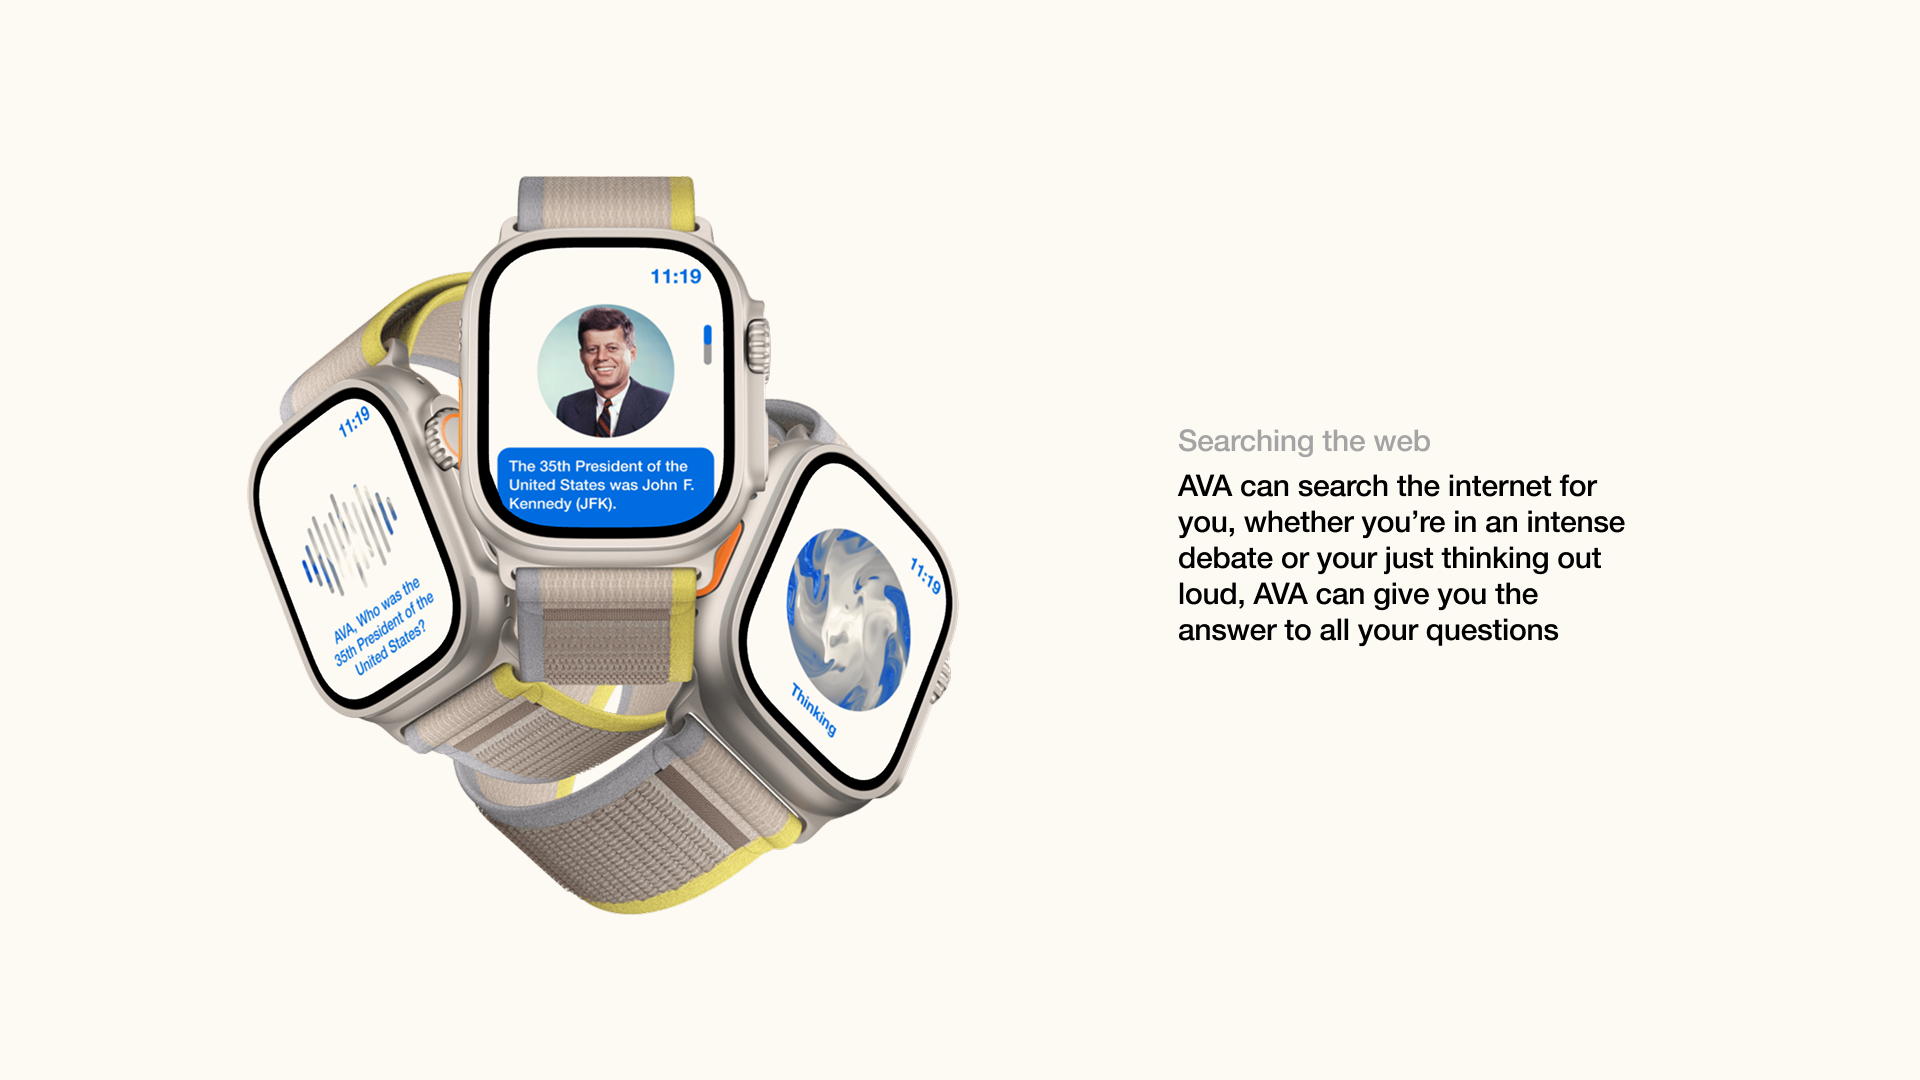 11:19
The 35th President of the
United States was John F.
Kennedy (JFK).
11:19
AVA, Who was the
35th President of the
United States?
11:19
Thinking
Searching the web
AVA can search the internet for
you, whether you’re in an intense
debate or your just thinking out
loud, AVA can give you the
answer to all your questions